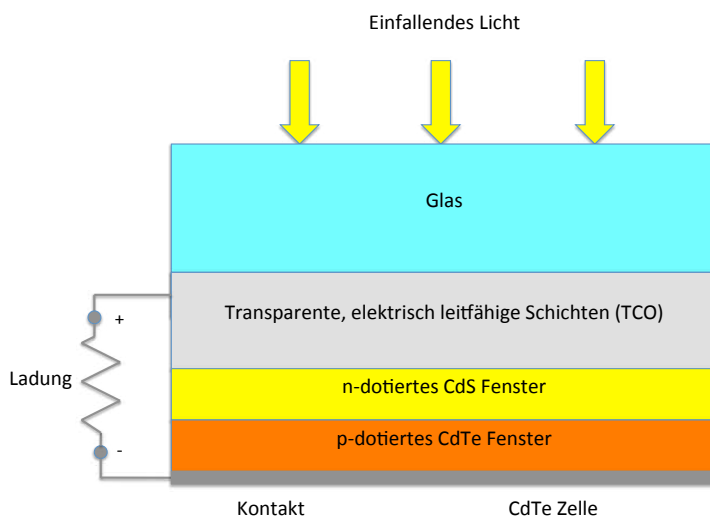 Einfallendes Licht
Glas
Transparente, elektrisch leitfähige Schichten (TCO)
+
Ladung
n-dotiertes CdS Fenster
p-dotiertes CdTe Fenster
-
Kontakt
CdTe Zelle